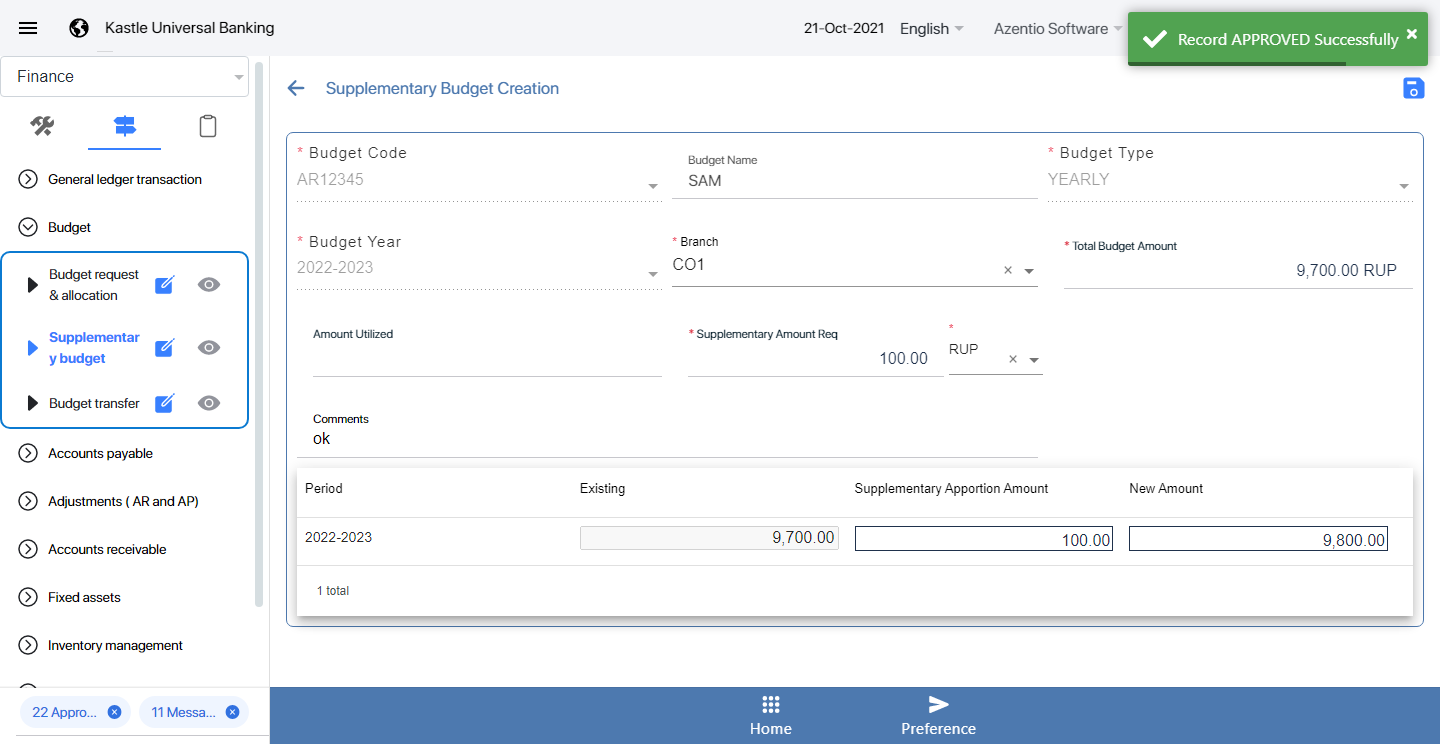 Kastle Universal Banking
21-Oct-2021
English
Azentio Software
Record APPROVED Successfully
Finance
General ledger transaction
Budget
Budget request
& allocation
Supplementar
y budget
Budget transfer
Accounts payable
Adjustments ( AR and AP)
Accounts receivable
Fixed assets
Inventory management
22 Appro...
11 Messa...
Supplementary Budget Creation
* Budget Code
AR12345
Budget Name
SAM
* Budget Type
YEARLY
* Budget Year
2022-2023
* Branch
CO1
* Total Budget Amount
9,700.00 RUP
Amount Utilized
* Supplementary Amount Req
100.00
*
RUP
Comments
ok
Period Existing Supplementary Apportion Amount New Amount
2022-2023 9,700.00 100.00 9,800.00
1 total
Home
Preference